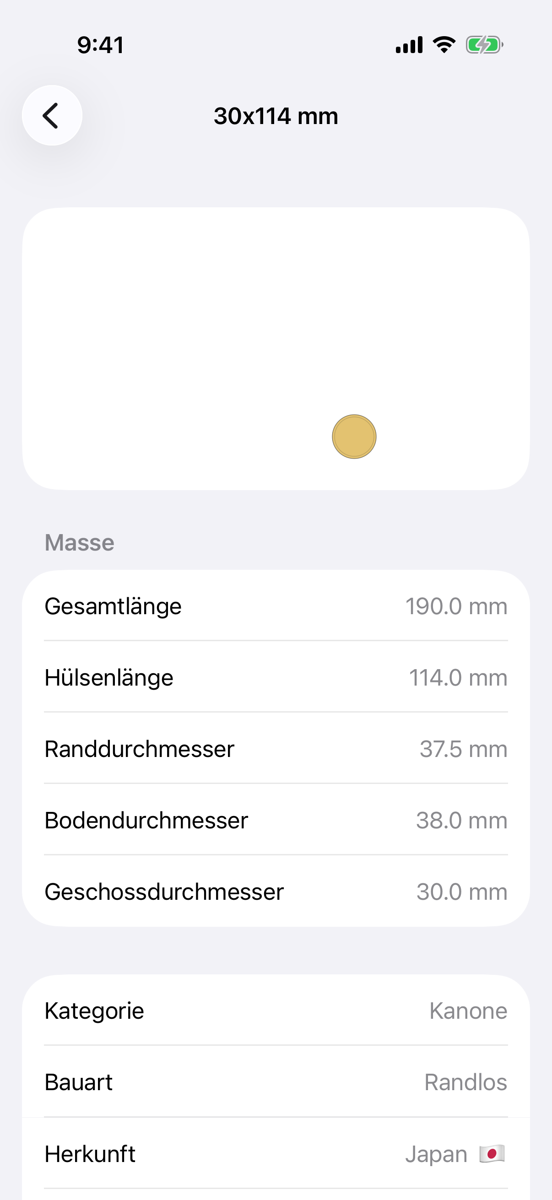 9:41
30x114 mm
Masse
Gesamtlänge 190.0 mm
Hülsenlänge 114.0 mm
Randdurchmesser 37.5 mm
Bodendurchmesser 38.0 mm
Geschossdurchmesser 30.0 mm
Kategorie Kanone
Bauart Randlos
Herkunft Japan 🇯🇵